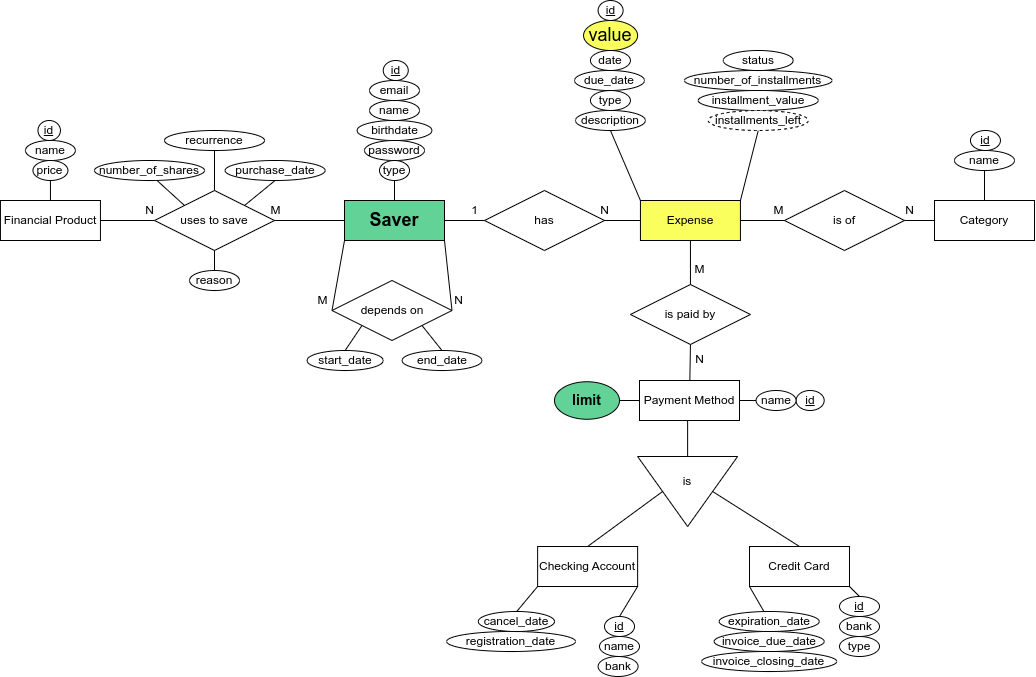 id
value
date
due_date
type
description
status
number_of_installments
installment_value
installments_left
id
email
name
birthdate
password
type
id
name
price
recurrence
number_of_shares
purchase_date
id
name
Financial Product
N
uses to save
M
Saver
1
has
N
Expense
M
is of
N
Category
reason
M
depends on
N
start_date
end_date
M
is paid by
N
limit
Payment Method
name
id
is
Checking Account
Credit Card
cancel_date
registration_date
id
name
bank
expiration_date
invoice_due_date
invoice_closing_date
id
bank
type